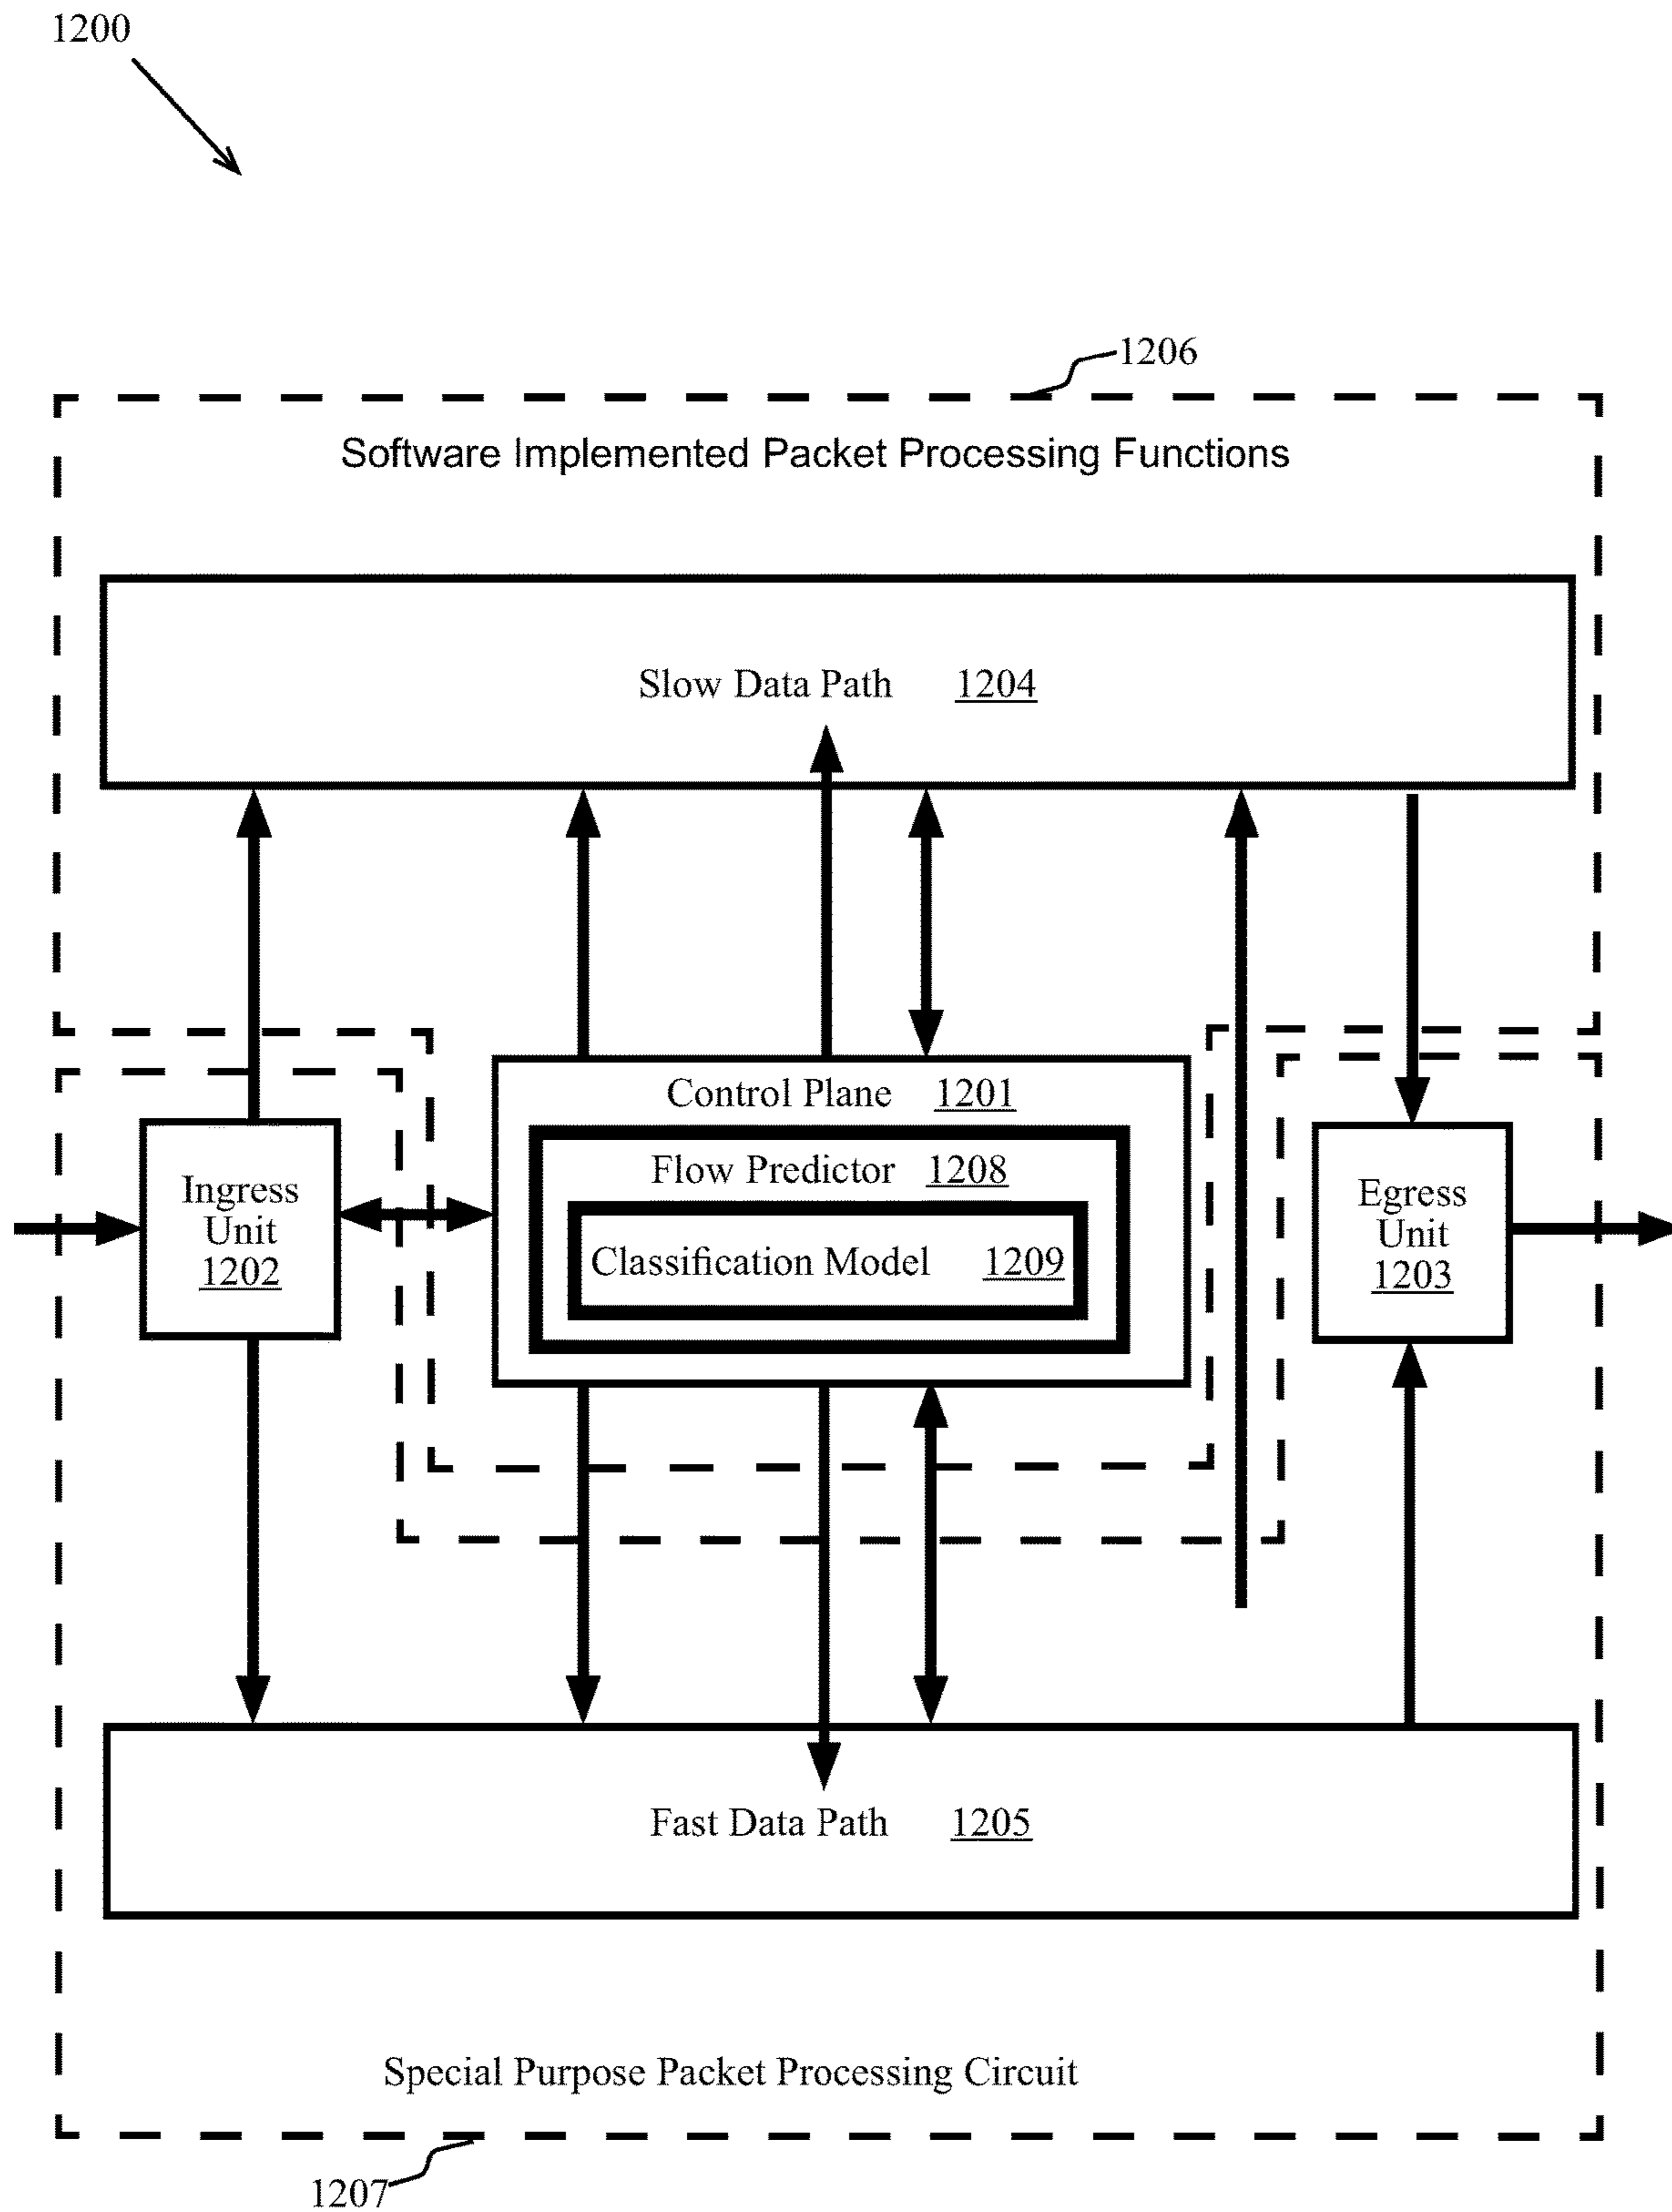 1200
1206
Software Implemented Packet Processing Functions
Slow Data Path 1204
Control Plane 1201
Flow Predictor 1208
Classification Model 1209
Ingress
Unit
1202
Egress
Unit
1203
Fast Data Path 1205
Special Purpose Packet Processing Circuit
1207